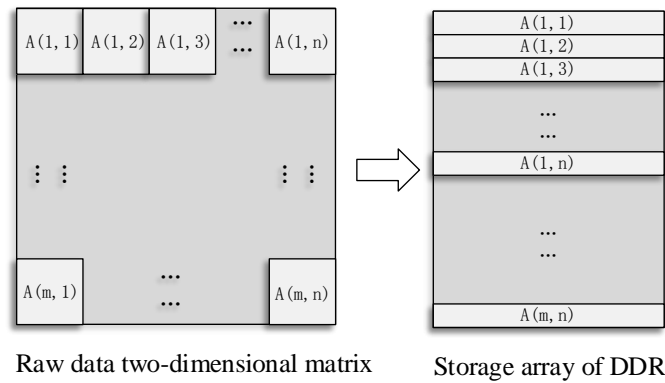 A(1,1) A(1,2) A(1,3) ... ... A(1,n)
⋮ ⋮ ⋮ ⋮
A(m,1) ... ... A(m,n)
Raw data two-dimensional matrix
A(1,1)
A(1,2)
A(1,3)
...
...
A(1,n)
...
...
A(m,n)
Storage array of DDR